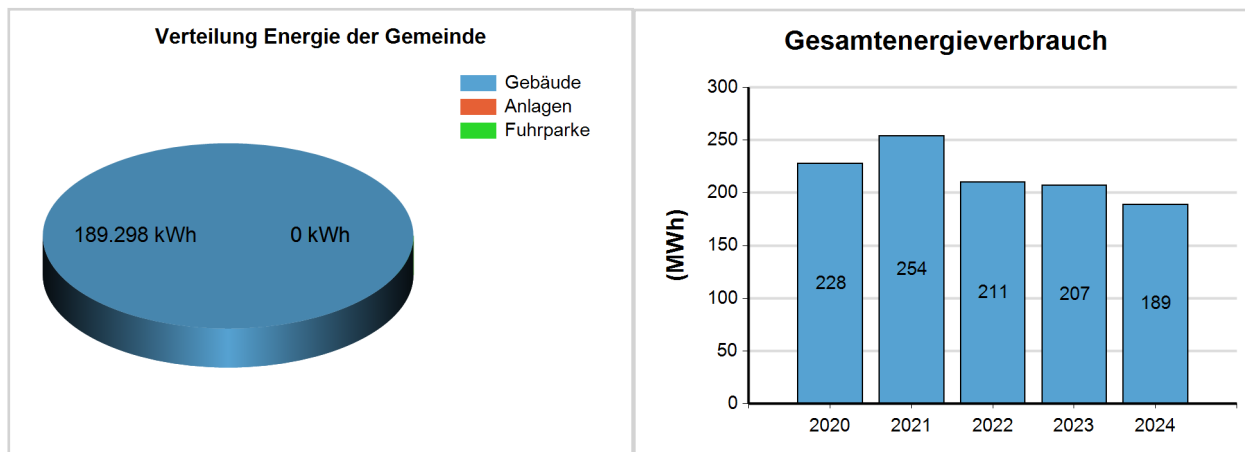 Verteilung Energie der Gemeinde
Gebäude
Anlagen
Fuhrparke
189.298 kWh
0 kWh
Gesamtenergieverbrauch
(MWh)
300
250
200
150
100
50
0
228
254
211
207
189
2020
2021
2022
2023
2024